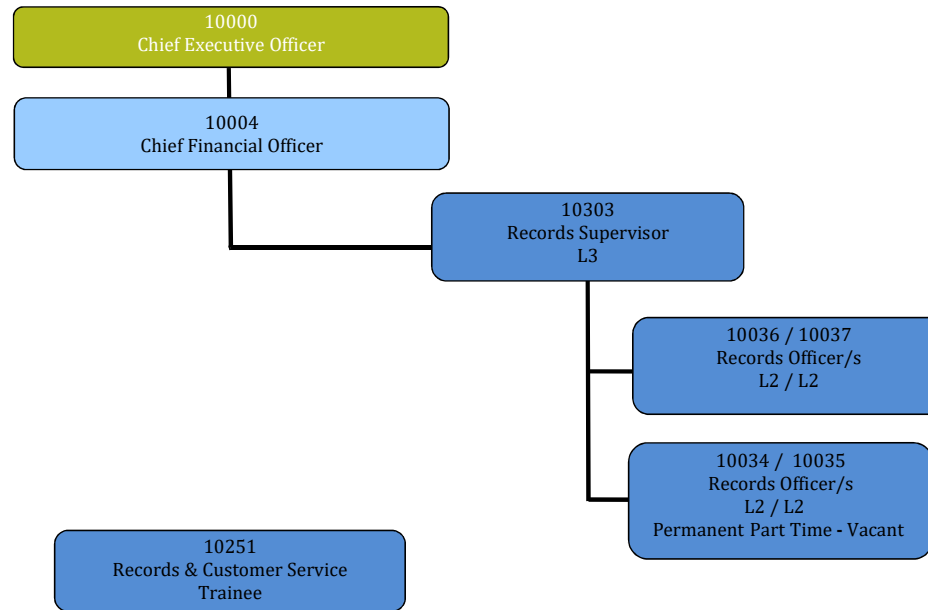 10000
Chief Executive Officer
10004
Chief Financial Officer
10303
Records Supervisor
L3
10036 / 10037
Records Officer/s
L2 / L2
10034 /  10035
Records Officer/s
L2 / L2
Permanent Part Time - Vacant
10251
Records & Customer Service
Trainee